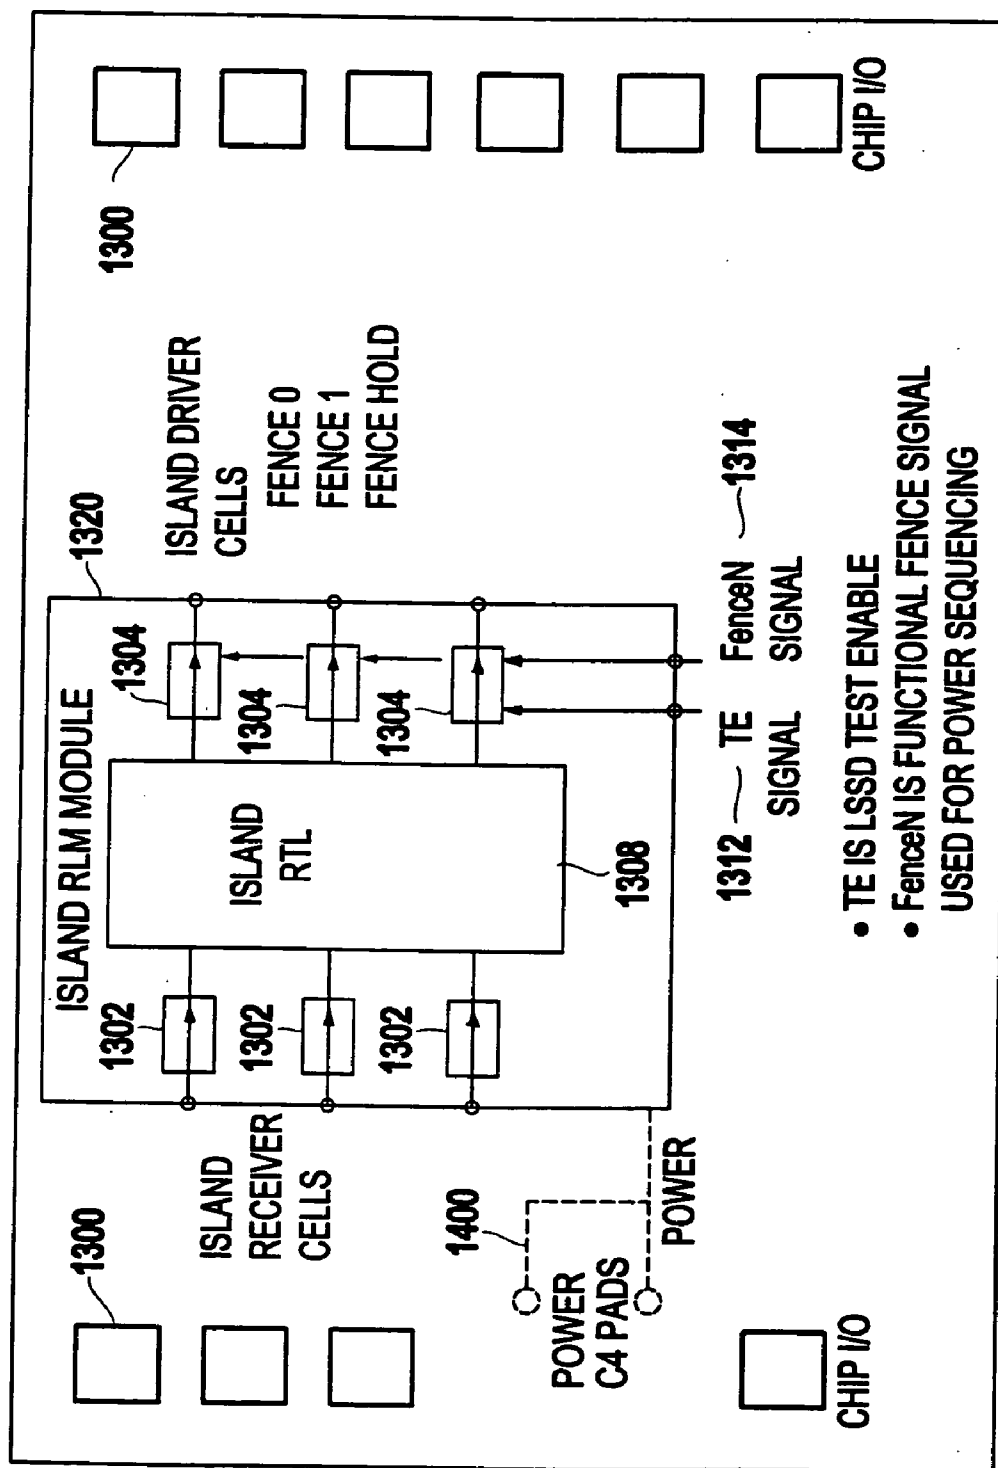 1300
ISLAND RLM MODULE
1320
1300
ISLAND
RECEIVER
CELLS
1302
1302
1302
ISLAND
RTL
1304
1304
1304
ISLAND DRIVER
CELLS
FENCE 0
FENCE 1
FENCE HOLD
1308
1400
POWER
C4 PADS
POWER
1312
TE
SIGNAL
FenceN
SIGNAL
1314
CHIP I/O
CHIP I/O
• TE IS LSSD TEST ENABLE
• FenceN IS FUNCTIONAL FENCE SIGNAL
USED FOR POWER SEQUENCING